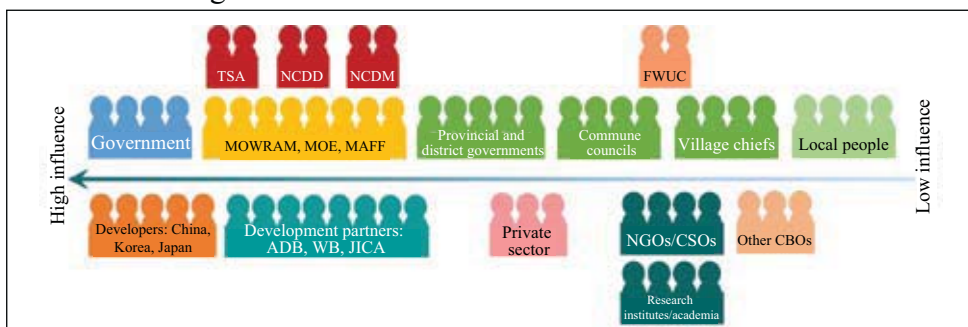 TSA
NCDD
NCDM
FWUC
Government
MOWRAM, MOE, MAFF
Provincial and
district governments
Commune
councils
Village chiefs
Local people
High influence
Low influence
Developers: China,
Korea, Japan
Development partners:
ADB, WB, JICA
Private
sector
NGOs/CSOs
Other CBOs
Research
institutes/academia